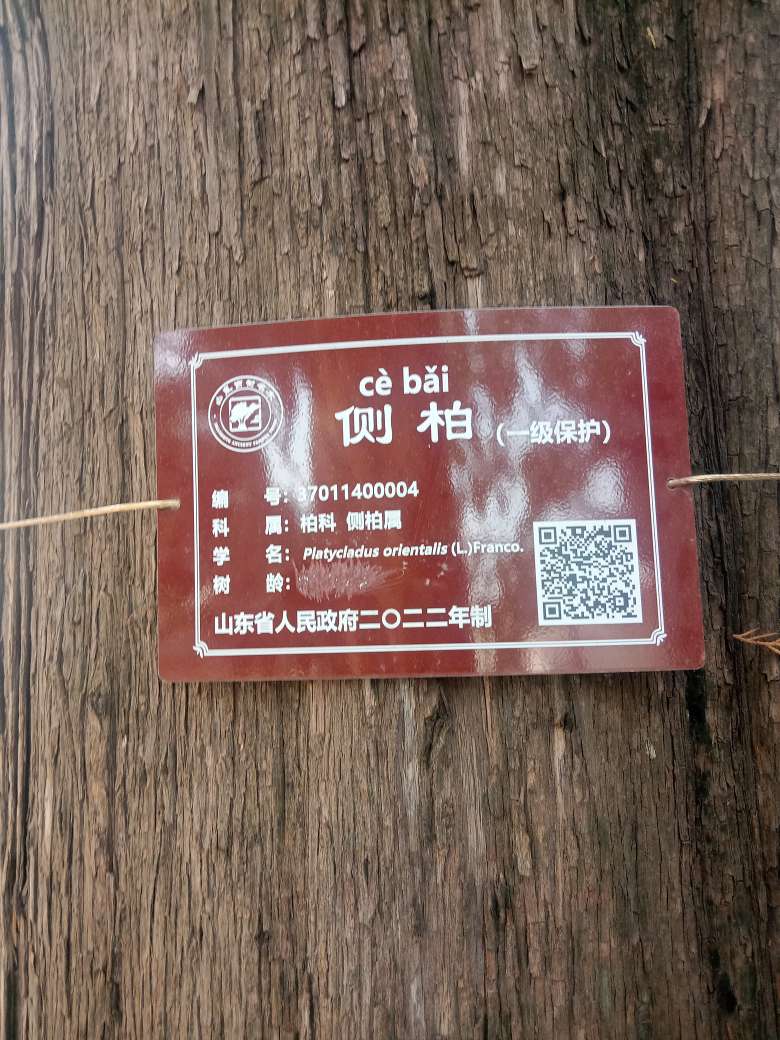 cè bǎi
侧柏 (一级保护)
编 号: 37011400004
科 属: 柏科 侧柏属
学 名: Platycladus orientalis (L.)Franco.
树 龄:
山东省人民政府二〇二二年制